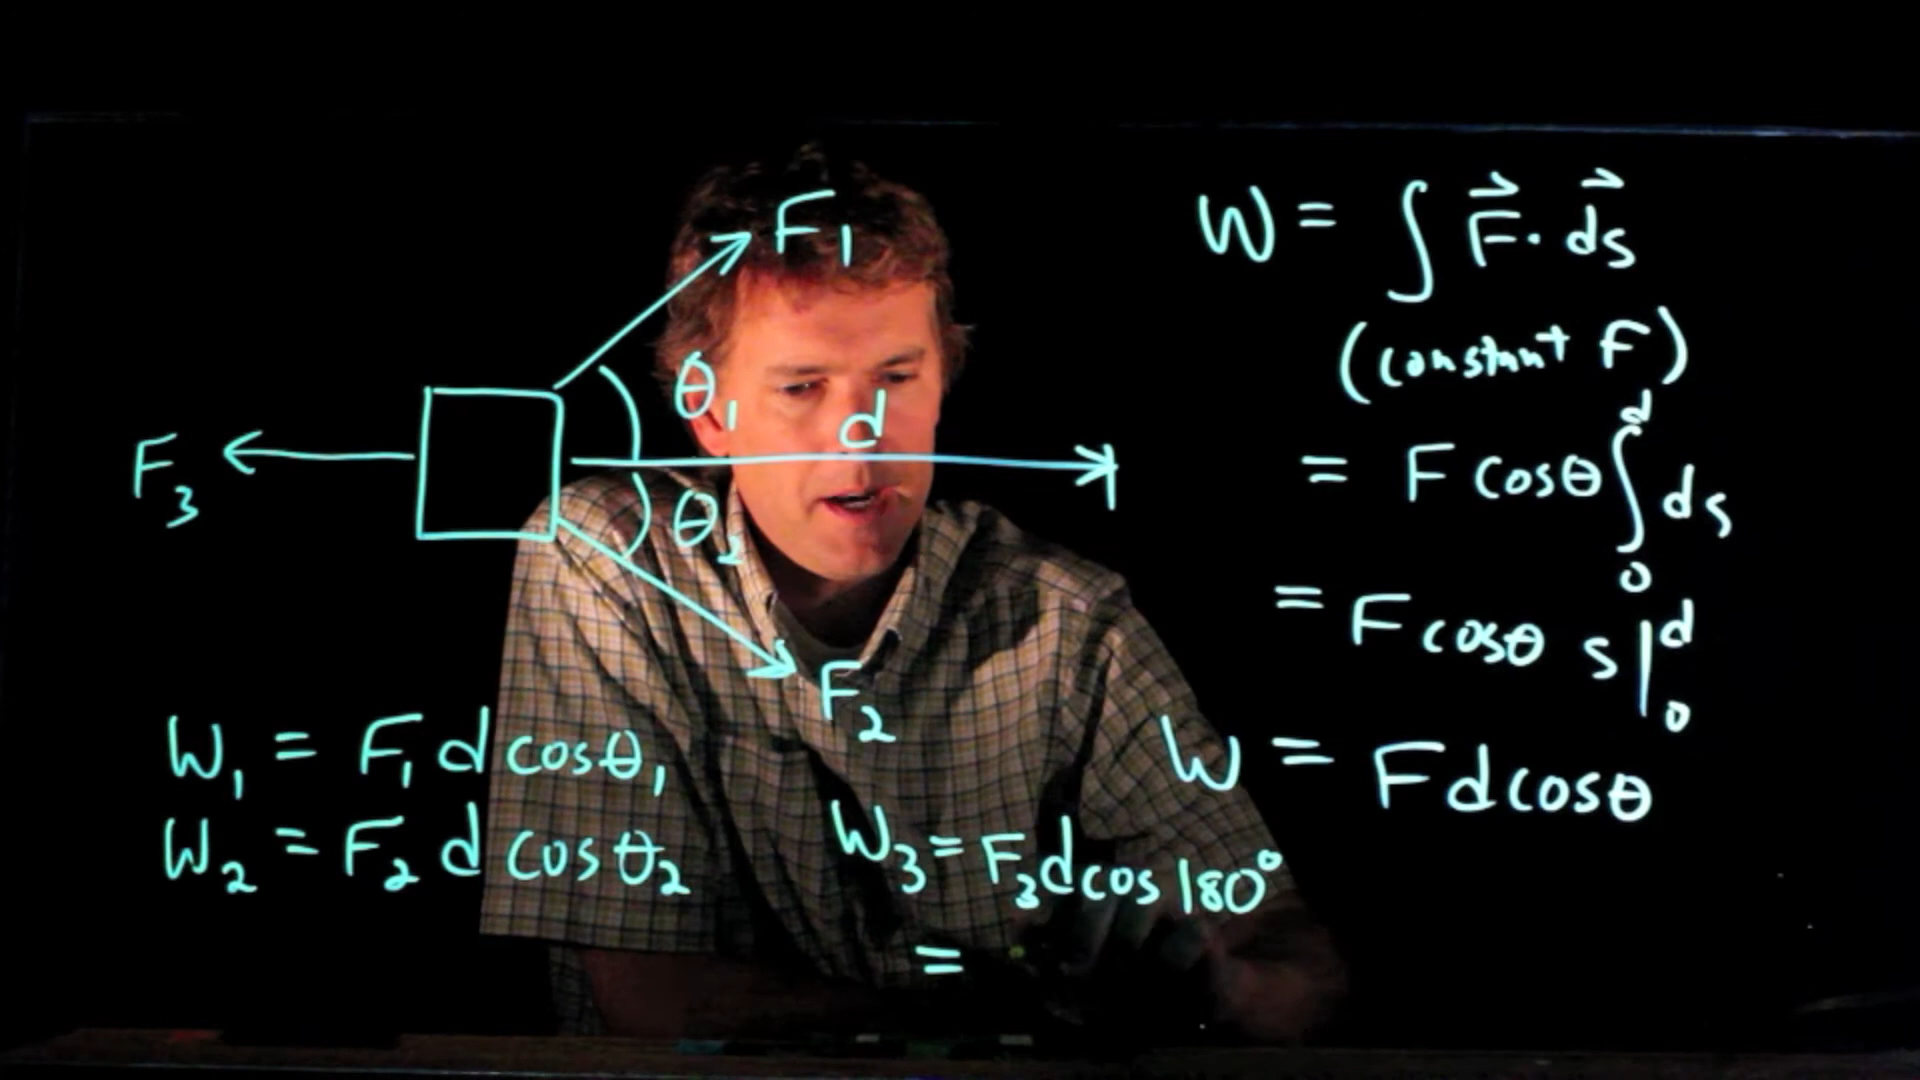 F₁
θ₁
d
F₃
θ₂
F₂
W₁ = F₁ d cosθ₁
W₂ = F₂ d cos θ₂
W₃ = F₃ d cos 180°
=
W = ∫ F⃗ · d⃗s
(constant F)
= F cosθ ∫₀ᵈ ds
= F cosθ s |₀ᵈ
W = F d cosθ